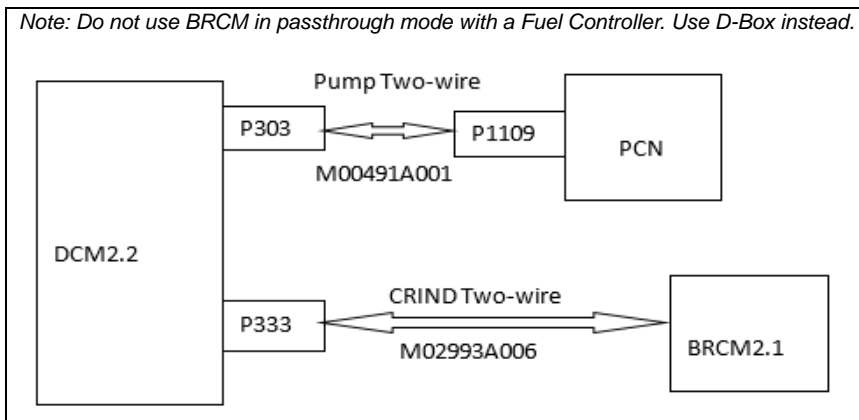 Note: Do not use BRCM in passthrough mode with a Fuel Controller. Use D-Box instead.
Pump Two-wire
P303
P1109
PCN
M00491A001
DCM2.2
CRIND Two-wire
P333
M02993A006
BRCM2.1